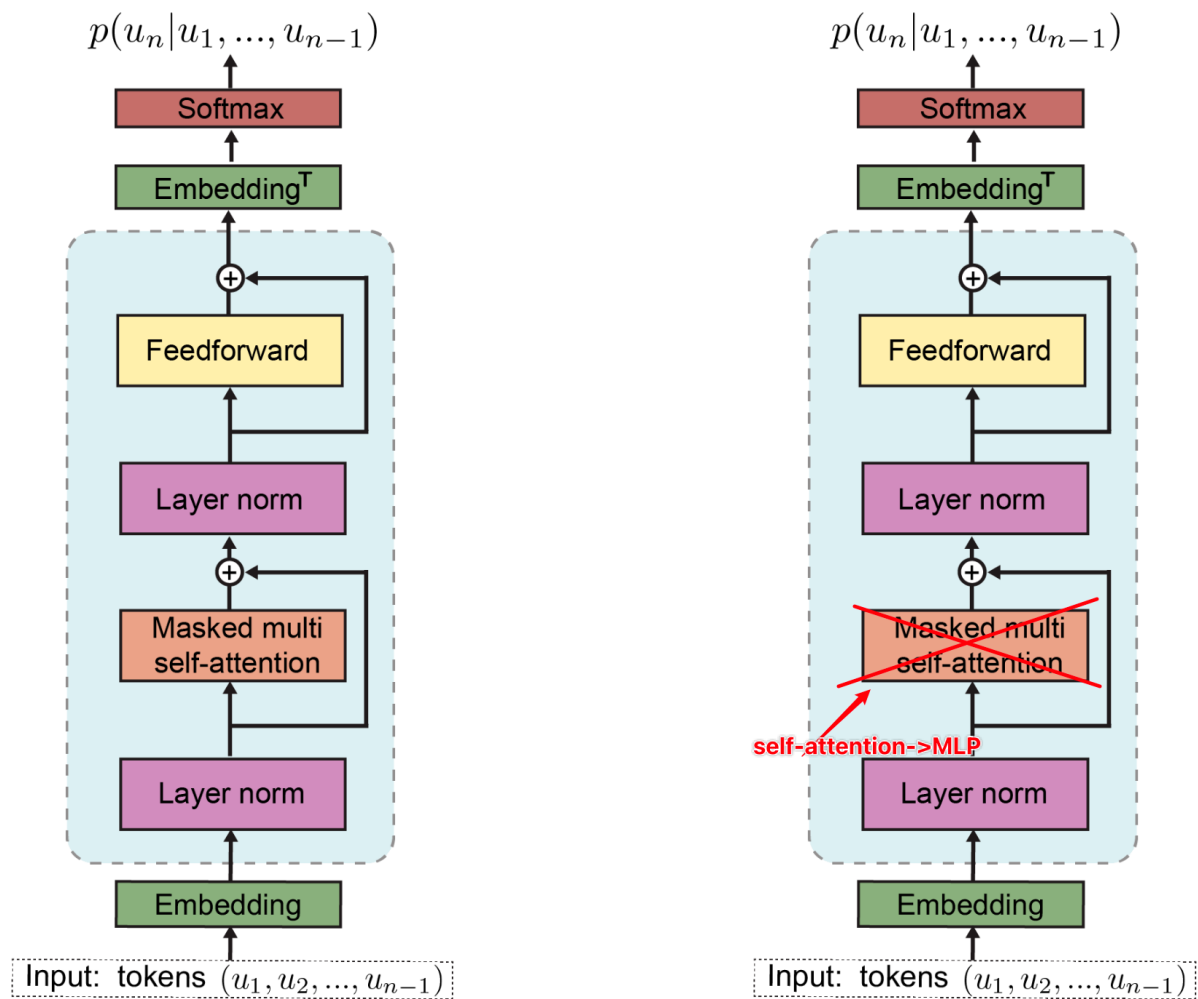 p(u_n|u_1, ..., u_{n-1})
Softmax
Embedding^T
Feedforward
Layer norm
Masked multi
self-attention
Layer norm
Embedding
Input: tokens (u_1, u_2, ..., u_{n-1})
p(u_n|u_1, ..., u_{n-1})
Softmax
Embedding^T
Feedforward
Layer norm
Masked multi
self-attention
self-attention->MLP
Layer norm
Embedding
Input: tokens (u_1, u_2, ..., u_{n-1})